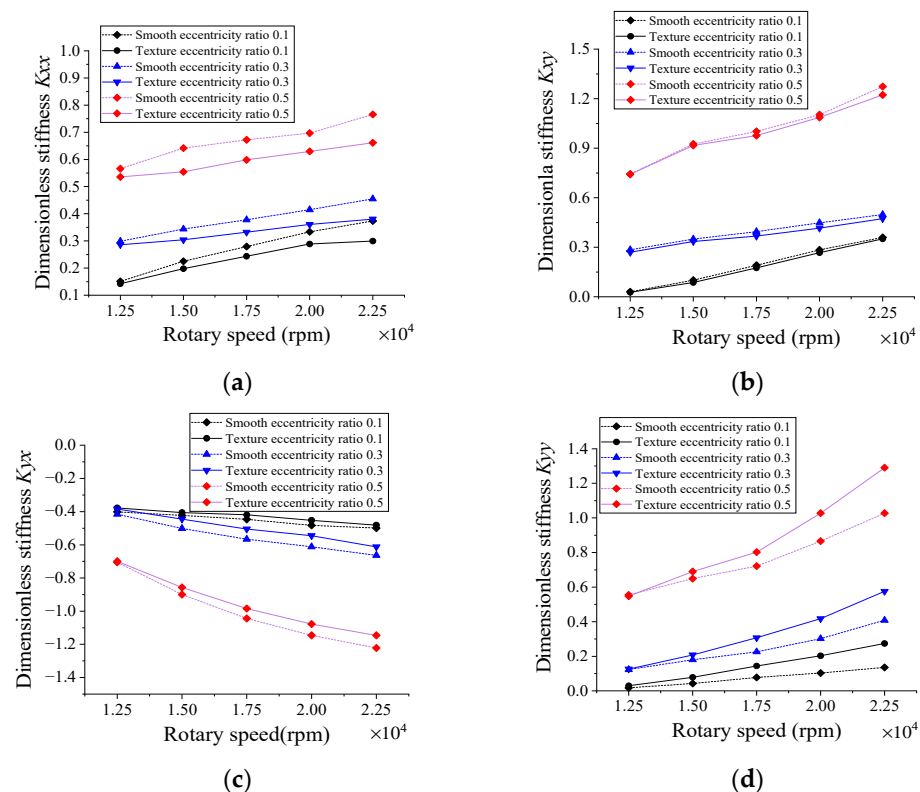 Smooth eccentricity ratio 0.1
Texture eccentricity ratio 0.1
Smooth eccentricity ratio 0.3
Texture eccentricity ratio 0.3
Smooth eccentricity ratio 0.5
Texture eccentricity ratio 0.5
Dimensionless stiffness Kxx
1.0
0.9
0.8
0.7
0.6
0.5
0.4
0.3
0.2
0.1
1.25 1.50 1.75 2.00 2.25
Rotary speed (rpm) ×10⁴
(a)
Smooth eccentricity ratio 0.1
Texture eccentricity ratio 0.1
Smooth eccentricity ratio 0.3
Texture eccentricity ratio 0.3
Smooth eccentricity ratio 0.5
Texture eccentricity ratio 0.5
Dimensionla stiffness Kxy
1.5
1.2
0.9
0.6
0.3
0.0
1.25 1.50 1.75 2.00 2.25
Rotary speed (rpm) ×10⁴
(b)
Smooth eccentricity ratio 0.1
Texture eccentricity ratio 0.1
Smooth eccentricity ratio 0.3
Texture eccentricity ratio 0.3
Smooth eccentricity ratio 0.5
Texture eccentricity ratio 0.5
Dimensionless stiffness Kyx
0.0
−0.2
−0.4
−0.6
−0.8
−1.0
−1.2
−1.4
1.25 1.50 1.75 2.00 2.25
Rotary speed(rpm) ×10⁴
(c)
Smooth eccentricity ratio 0.1
Texture eccentricity ratio 0.1
Smooth eccentricity ratio 0.3
Texture eccentricity ratio 0.3
Smooth eccentricity ratio 0.5
Texture eccentricity ratio 0.5
Dimensionless stiffness Kyy
1.4
1.2
1.0
0.8
0.6
0.4
0.2
0.0
1.25 1.50 1.75 2.00 2.25
Rotary speed (rpm) ×10⁴
(d)